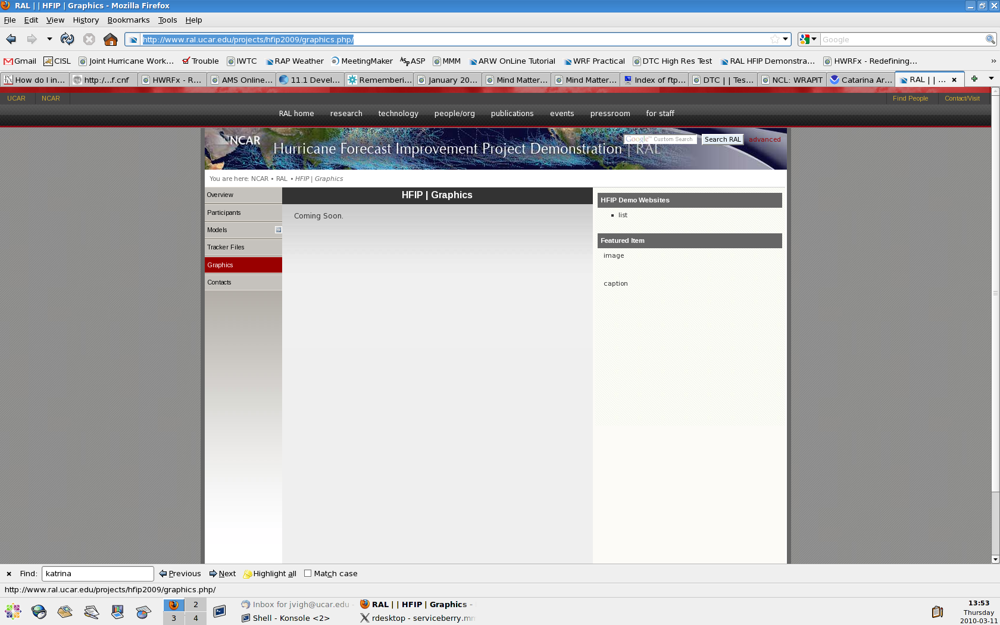 RAL | | HFIP | Graphics - Mozilla Firefox
File Edit View History Bookmarks Tools Help
http://www.ral.ucar.edu/projects/hfip2009/graphics.php/
Google
Gmail CISL Joint Hurricane Work... Trouble IWTC RAP Weather MeetingMaker ASP MMM ARW OnLine Tutorial WRF Practical DTC High Res Test RAL HFIP Demonstra... HWRFx - Redefining... »
How do I in... http:/...f.cnf HWRFx - R... AMS Online... 11.1 Devel... Rememberi... January 20... Mind Matter... Mind Matter... Index of ftp... DTC | | Tes... NCL: WRAPIT Catarina Ar... RAL | | ...
UCAR NCAR Find People Contact/Visit
RAL home research technology people/org publications events pressroom for staff
NCAR
Hurricane Forecast Improvement Project Demonstration | RAL
Google™ Custom Search Search RAL advanced
You are here: NCAR • RAL • HFIP | Graphics
Overview
Participants
Models
Tracker Files
Graphics
Contacts
HFIP | Graphics
Coming Soon.
HFIP Demo Websites
list
Featured Item
image
caption
Find: katrina Previous Next Highlight all Match case
http://www.ral.ucar.edu/projects/hfip2009/graphics.php/
2
3 4
Inbox for jvigh@ucar.edu -
RAL | | HFIP | Graphics -
Shell - Konsole <2>
rdesktop - serviceberry.mm
13:53
Thursday
2010-03-11